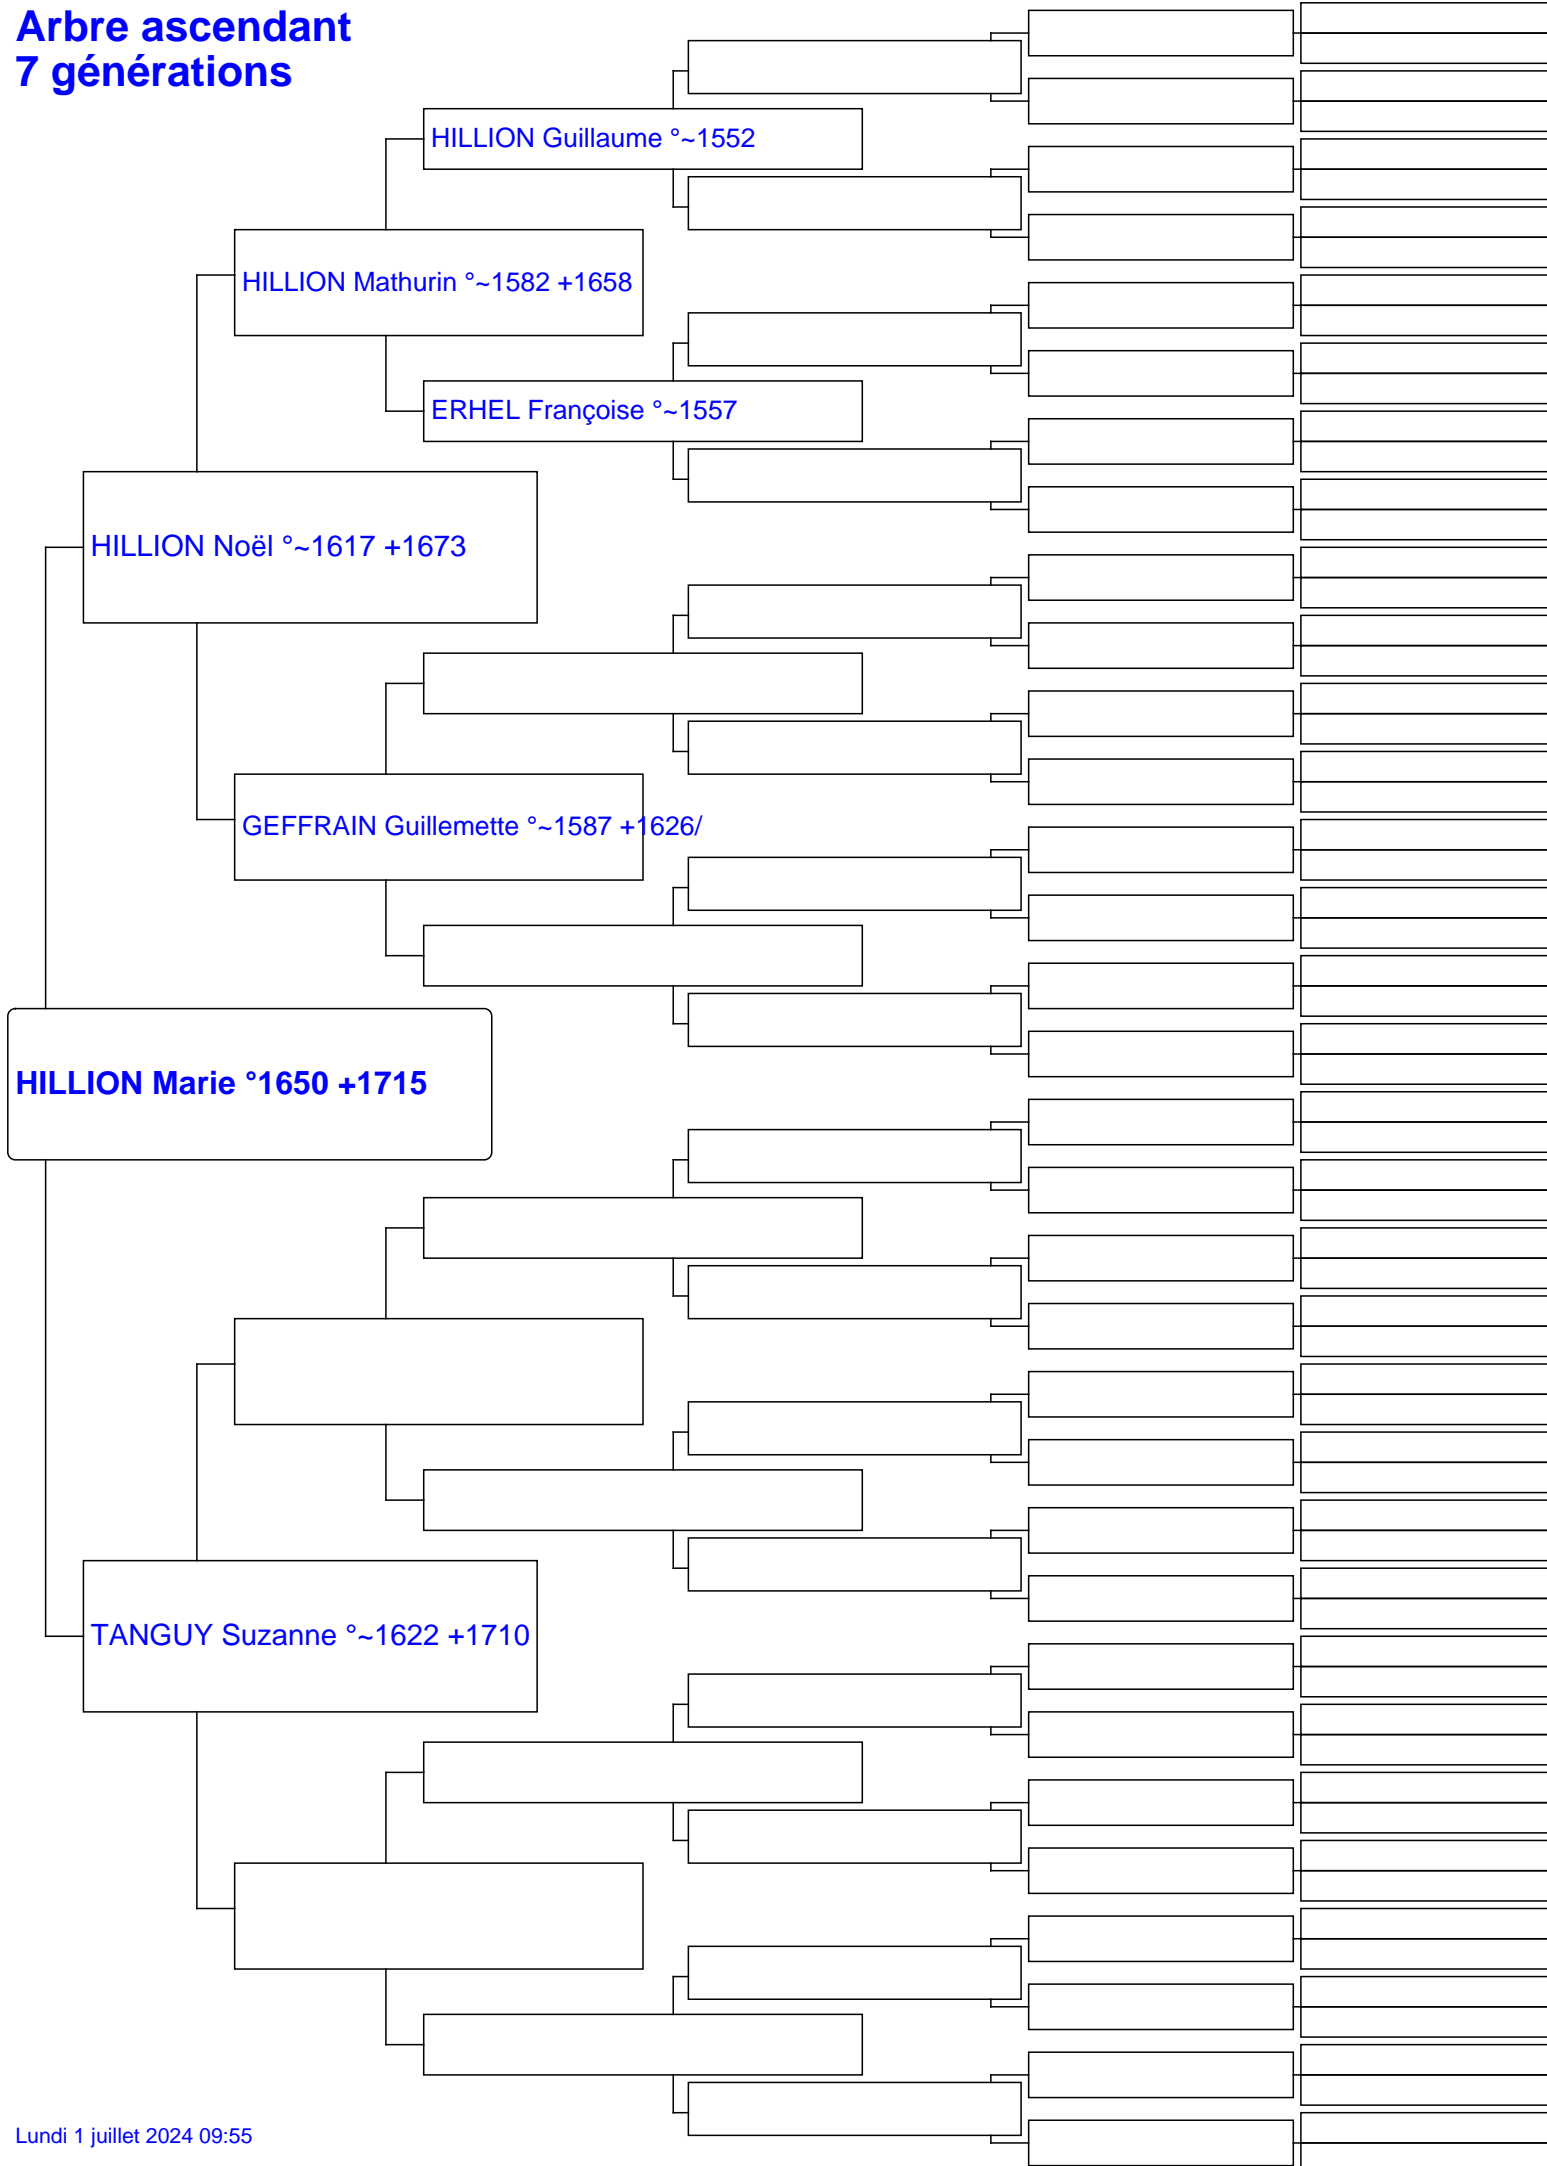 Arbre ascendant
7 générations
HILLION Guillaume °~1552
HILLION Mathurin °~1582 +1658
ERHEL Françoise °~1557
HILLION Noël °~1617 +1673
GEFFRAIN Guillemette °~1587 +1626/
HILLION Marie °1650 +1715
TANGUY Suzanne °~1622 +1710
Lundi 1 juillet 2024 09:55